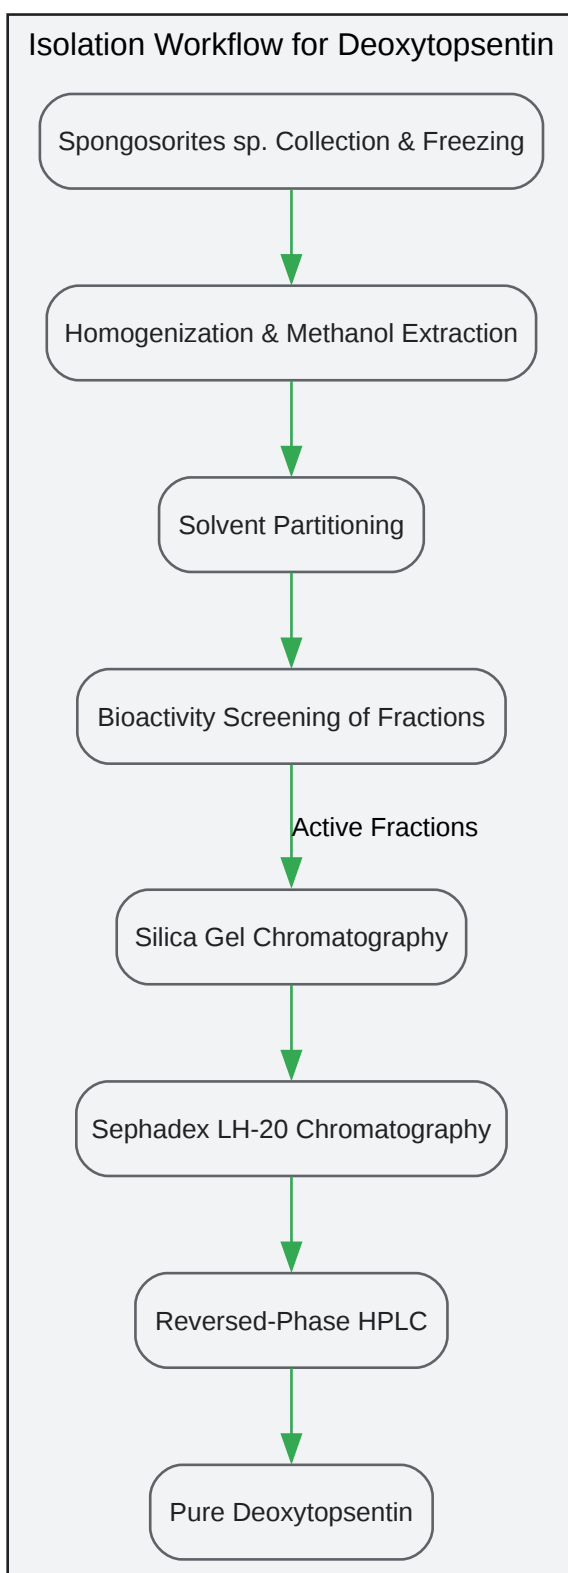 Isolation Workflow for Deoxytopsentin
Spongosorites sp. Collection & Freezing
Homogenization & Methanol Extraction
Solvent Partitioning
Bioactivity Screening of Fractions
Active Fractions
Silica Gel Chromatography
Sephadex LH-20 Chromatography
Reversed-Phase HPLC
Pure Deoxytopsentin